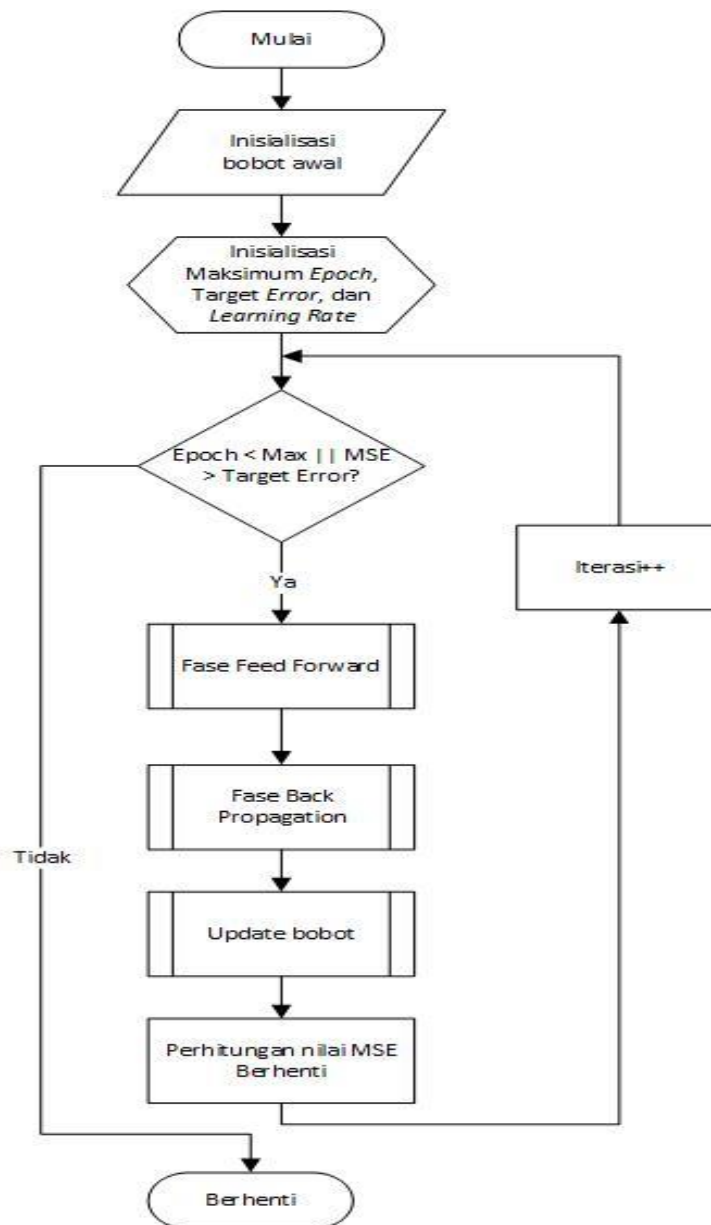 Mulai
Inisialisasi
bobot awal
Inisialisasi
Maksimum Epoch,
Target Error, dan
Learning Rate
Epoch < Max || MSE
> Target Error?
Iterasi++
Ya
Fase Feed Forward
Fase Back
Propagation
Tidak
Update bobot
Perhitungan nilai MSE
Berhenti
Berhenti